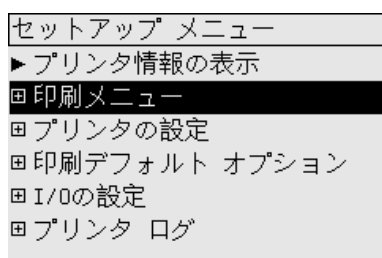 セットアップ メニュー
▶プリンタ情報の表示
⊞印刷メニュー
⊞プリンタの設定
⊞印刷デフォルト オプション
⊞I/Oの設定
⊞プリンタ ログ